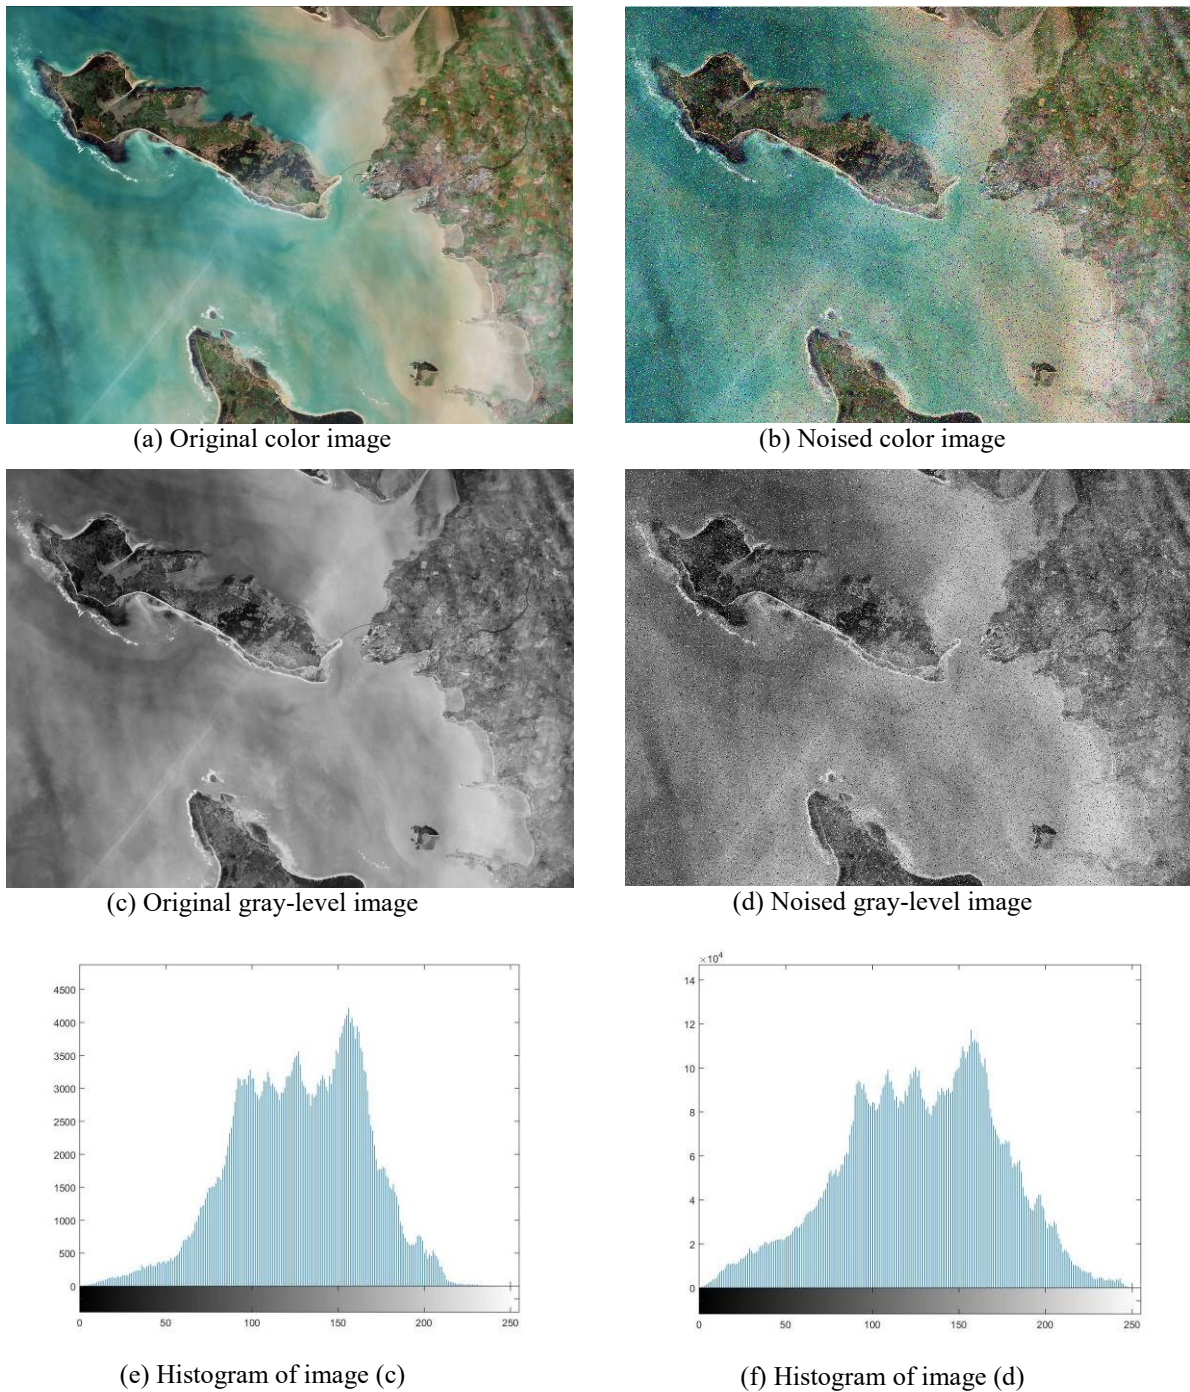 (a) Original color image
(b) Noised color image
(c) Original gray-level image
(d) Noised gray-level image
4500
4000
3500
3000
2500
2000
1500
1000
500
0
0 50 100 150 200 250
×10⁴
14
12
10
8
6
4
2
0
0 50 100 150 200 250
(e) Histogram of image (c)
(f) Histogram of image (d)